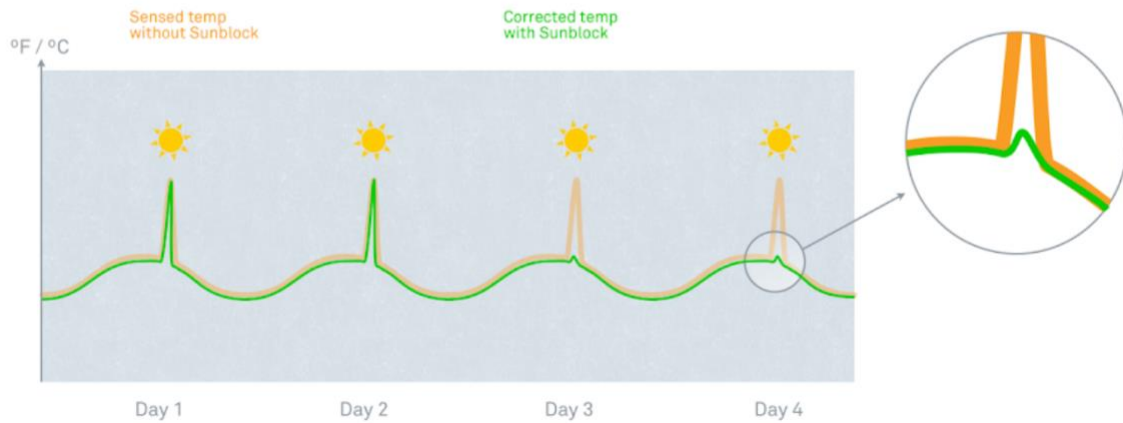 Sensed temp
without Sunblock
Corrected temp
with Sunblock
ºF / ºC
Day 1
Day 2
Day 3
Day 4